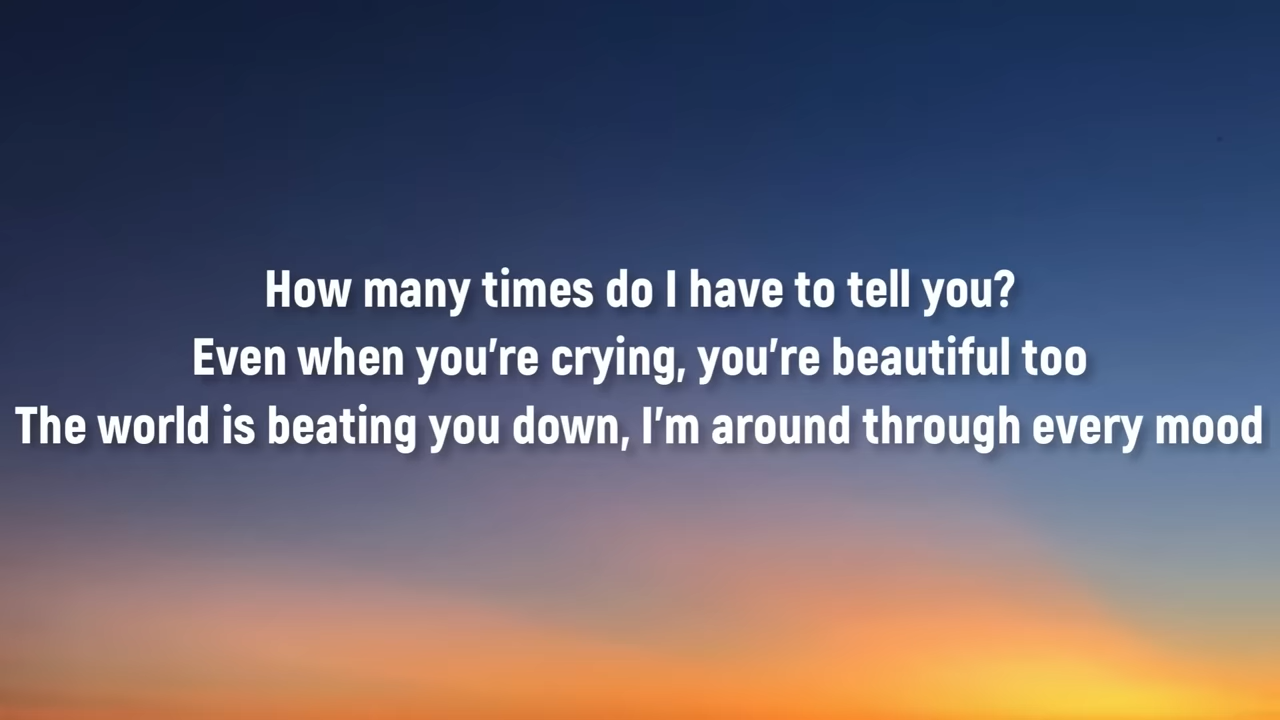 How many times do I have to tell you?
Even when you’re crying, you’re beautiful too
The world is beating you down, I’m around through every mood